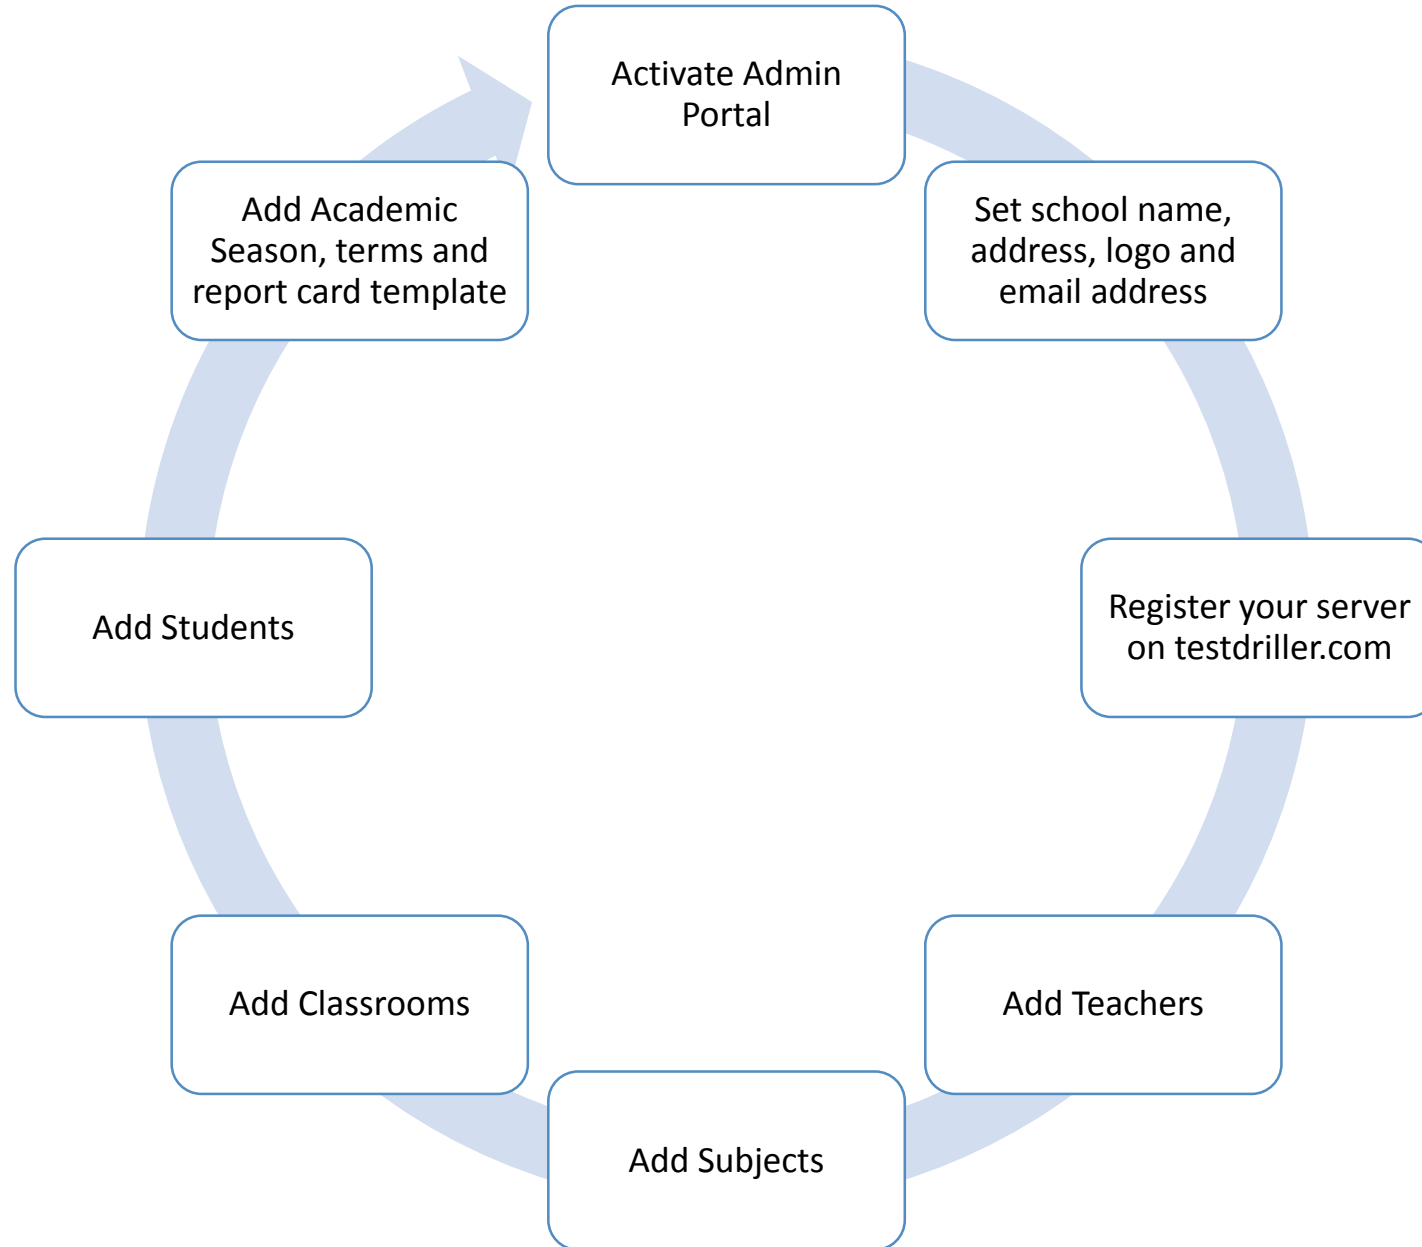 Activate Admin
Portal
Set school name,
address, logo and
email address
Register your server
on testdriller.com
Add Teachers
Add Subjects
Add Classrooms
Add Students
Add Academic
Season, terms and
report card template